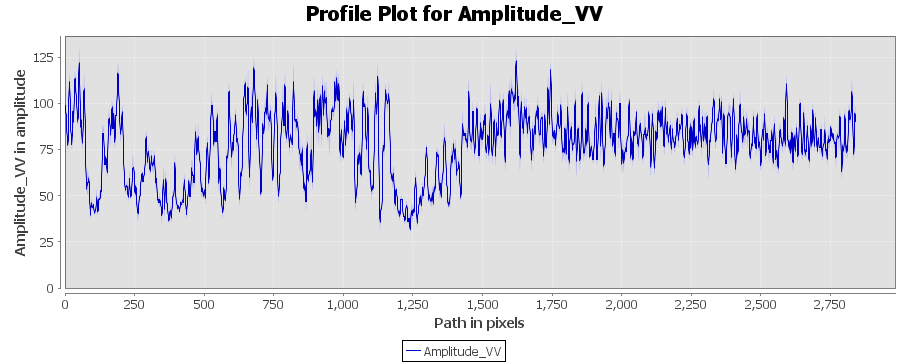 Profile Plot for Amplitude_VV
Amplitude_VV in amplitude
125
100
75
50
25
0
0 250 500 750 1,000 1,250 1,500 1,750 2,000 2,250 2,500 2,750
Path in pixels
Amplitude_VV